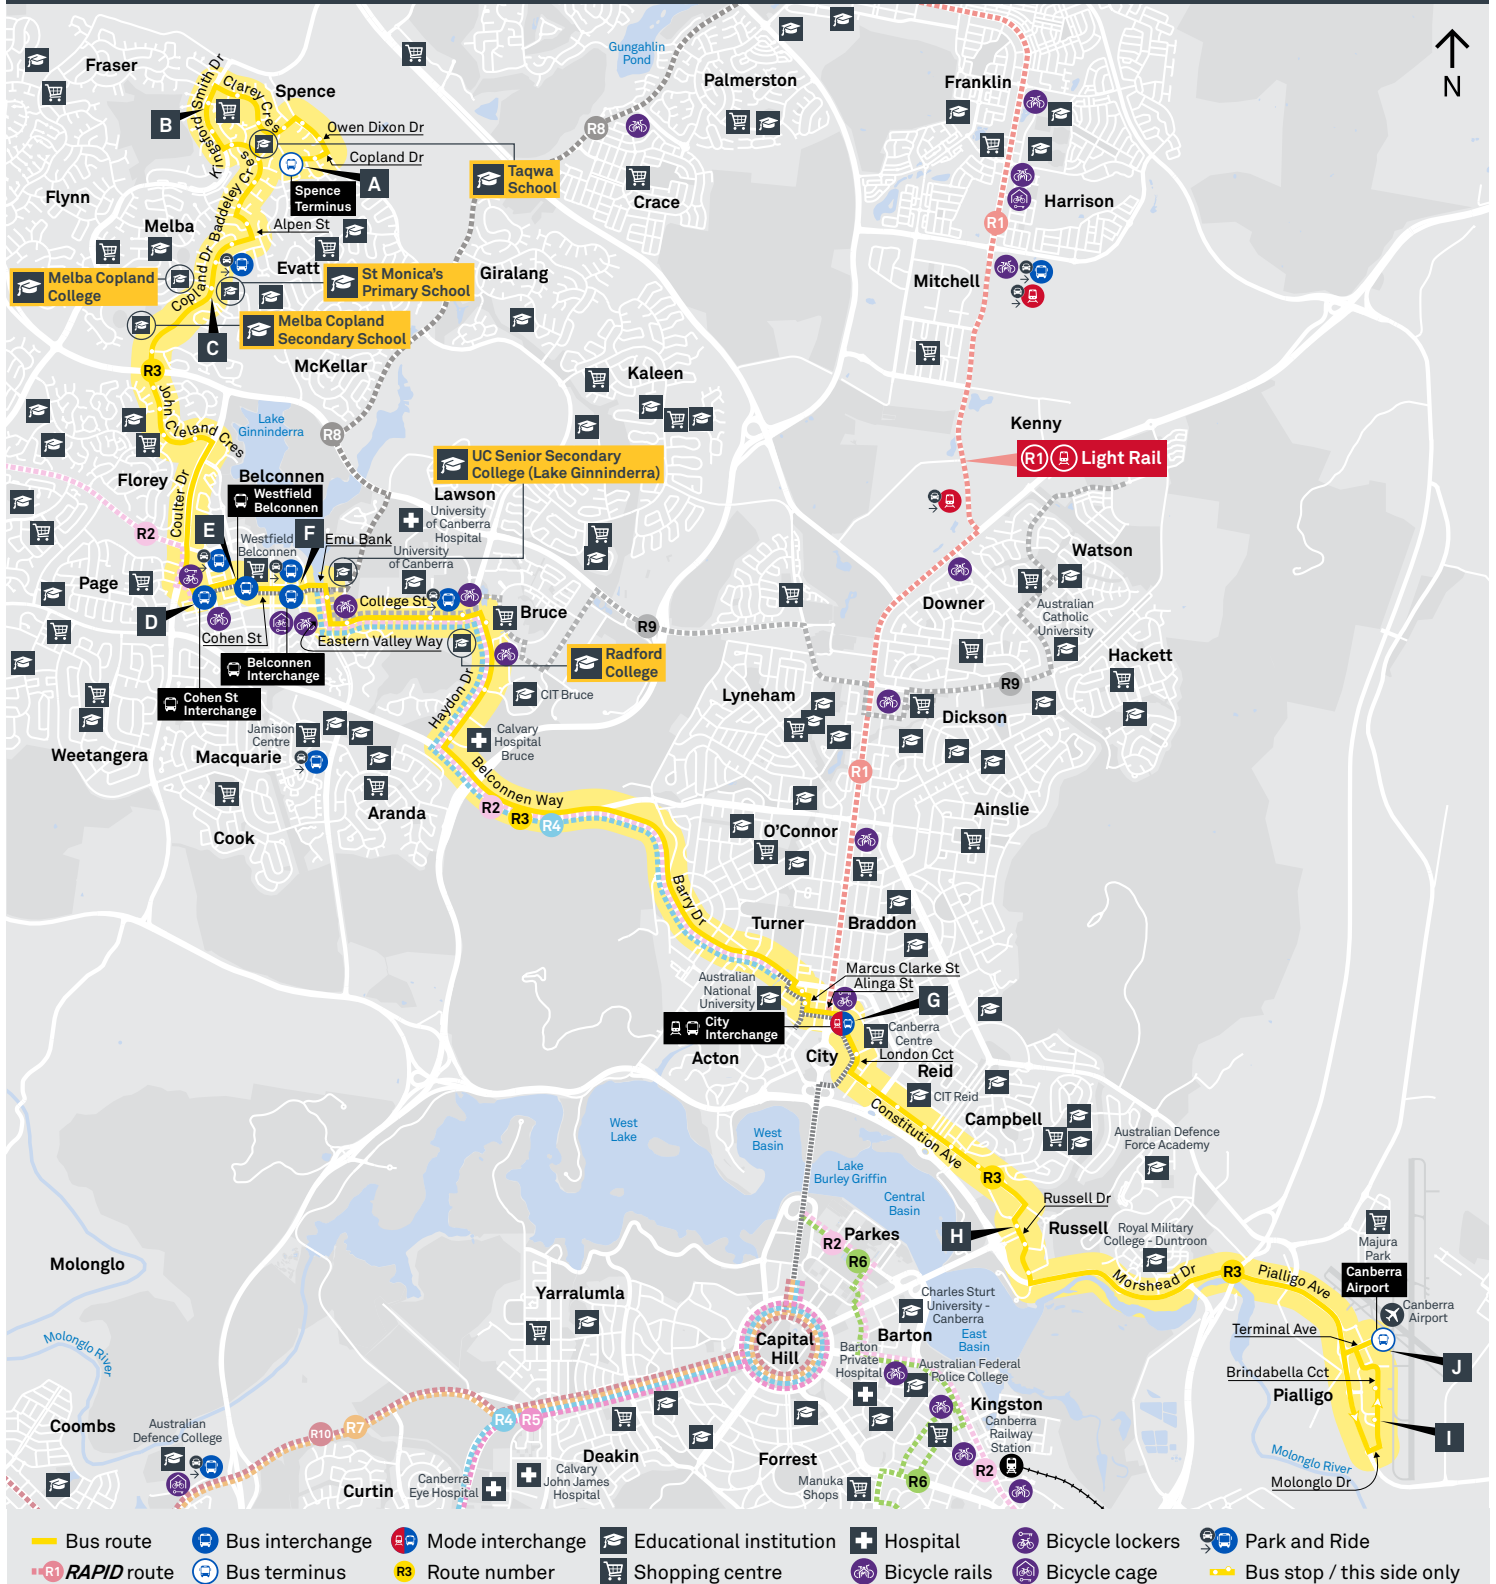 N
Fraser
Spence
Palmerston
Gungahlin
Pond
Franklin
Kingsford Smith Dr
Clarey Cres
B
Owen Dixon Dr
Copland Dr
A
R8
Flynn
Spence
Terminus
Taqwa
School
Crace
Harrison
R1
Baddeley Cres
Melba
Alpen St
Evatt
Giralang
Mitchell
Melba Copland
College
St Monica's
Primary School
Copland Dr
Melba Copland
Secondary School
C
McKellar
R3
Kaleen
John Cleland Cres
Lake
Ginninderra
R8
Kenny
R1 Light Rail
Florey
Belconnen
UC Senior Secondary
College (Lake Ginninderra)
Coulter Dr
Westfield
Belconnen
Lawson
University
of Canberra
Hospital
R2
E
F
Westfield
Belconnen
Emu Bank
University
of Canberra
Watson
Page
Downer
Australian
Catholic
University
D
College St
Bruce
R9
Cohen St
Eastern Valley Way
Belconnen
Interchange
Radford
College
Hackett
R9
Cohen St
Interchange
Haydon Dr
CIT Bruce
Lyneham
Dickson
Jamison
Centre
Calvary
Hospital
Bruce
Weetangera
Macquarie
R1
Belconnen Way
Aranda
R2
R3
R4
Ainslie
Cook
O'Connor
Barry Dr
Turner
Braddon
Marcus Clarke St
Alinga St
Australian
National
University
G
City
Interchange
Canberra
Centre
Acton
City
London Cct
Reid
CIT Reid
Campbell
Constitution Ave
West
Lake
West
Basin
Australian Defence
Force Academy
Lake
Burley Griffin
R3
Central
Basin
Russell Dr
H
Russell
Royal Military
College - Duntroon
Majura
Park
R2
Parkes
R6
Molonglo
Morshead Dr
R3
Pialligo Ave
Canberra
Airport
Canberra
Airport
Yarralumla
Charles Sturt
University -
Canberra
Capital
Hill
Barton
East
Basin
Terminal Ave
Molonglo River
Barton
Private
Hospital
Australian Federal
Police College
Brindabella Cct
J
Pialligo
Coombs
Australian
Defence College
R10
R7
R4
R5
Kingston
Canberra
Railway
Station
I
Deakin
Forrest
Molonglo River
Curtin
Canberra
Eye Hospital
Calvary
John James
Hospital
Manuka
Shops
R6
R2
Molonglo Dr
Bus route
Bus interchange
Mode interchange
Educational institution
Hospital
Bicycle lockers
Park and Ride
R1 RAPID route
Bus terminus
R3 Route number
Shopping centre
Bicycle rails
Bicycle cage
Bus stop / this side only